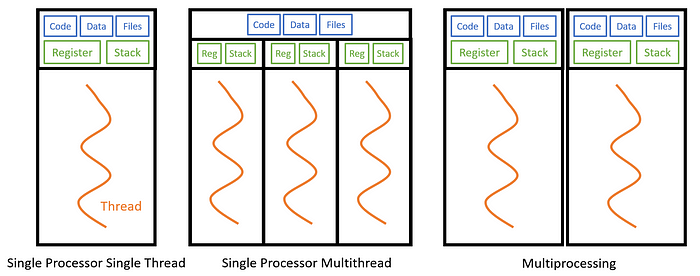 Code Data Files
Register Stack
Thread
Single Processor Single Thread
Code Data Files
Reg Stack Reg Stack Reg Stack
Single Processor Multithread
Code Data Files Code Data Files
Register Stack Register Stack
Multiprocessing